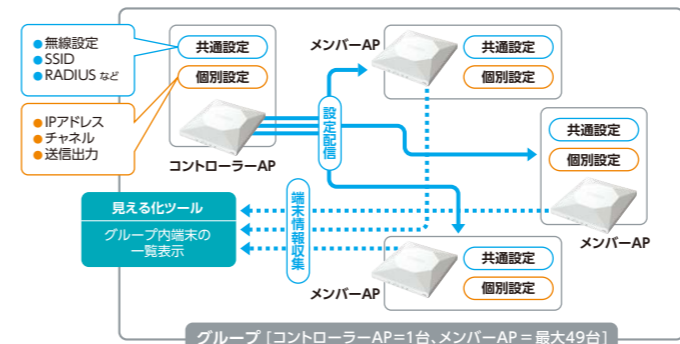 ●無線設定
●SSID
●RADIUS など
●IPアドレス
●チャネル
●送信出力
共通設定
個別設定
コントローラーAP
設定配信
メンバーAP
共通設定
個別設定
共通設定
個別設定
メンバーAP
見える化ツール
グループ内端末の
一覧表示
端末情報収集
メンバーAP
共通設定
個別設定
グループ [コントローラーAP=1台、メンバーAP=最大49台]